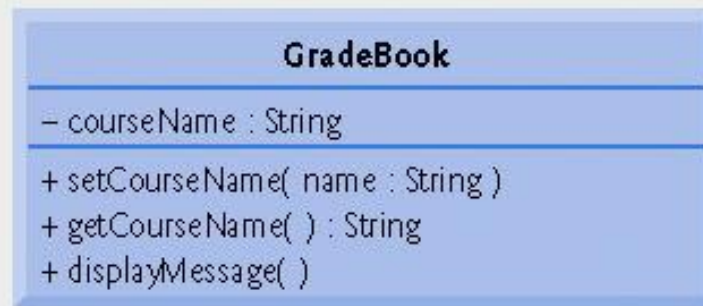 GradeBook
– courseName : String
+ setCourseName( name : String )
+ getCourseName( ) : String
+ displayMessage( )